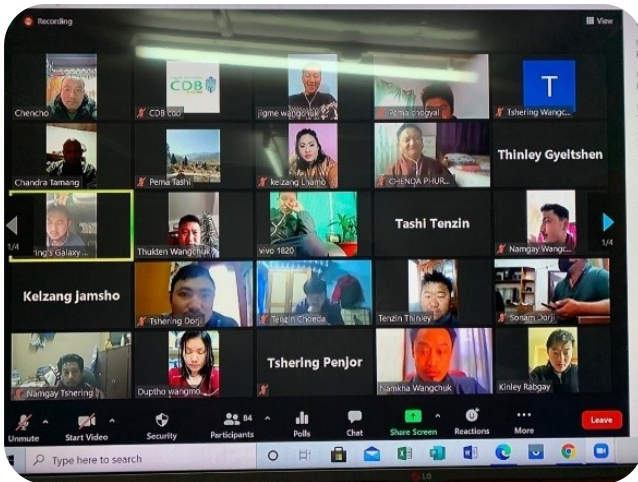 Recording
View
Chencho
CDB
CDB coo
jigme wangchuk
Pema chogyal
T
Tshering Wangc...
Chandra Tamang
Pema Tashi
kelzang Lhamo
CHENDA PHUR...
Thinley Gyeltshen
1/4
ring's Galaxy ...
Thukten Wangchuk
vivo 1820
Tashi Tenzin
Namgay Wangc...
1/4
Kelzang Jamsho
Tshering Dorji
Tenzin Choeda
Tenzin Thinley
Sonam Dorji
Namgay Tshering
Duptho wangmo
Tshering Penjor
Namkha Wangchuk
Kinley Rabgay
Unmute
Start Video
Security
Participants
84
Polls
Chat
Share Screen
Reactions
More
Leave
Type here to search
LG